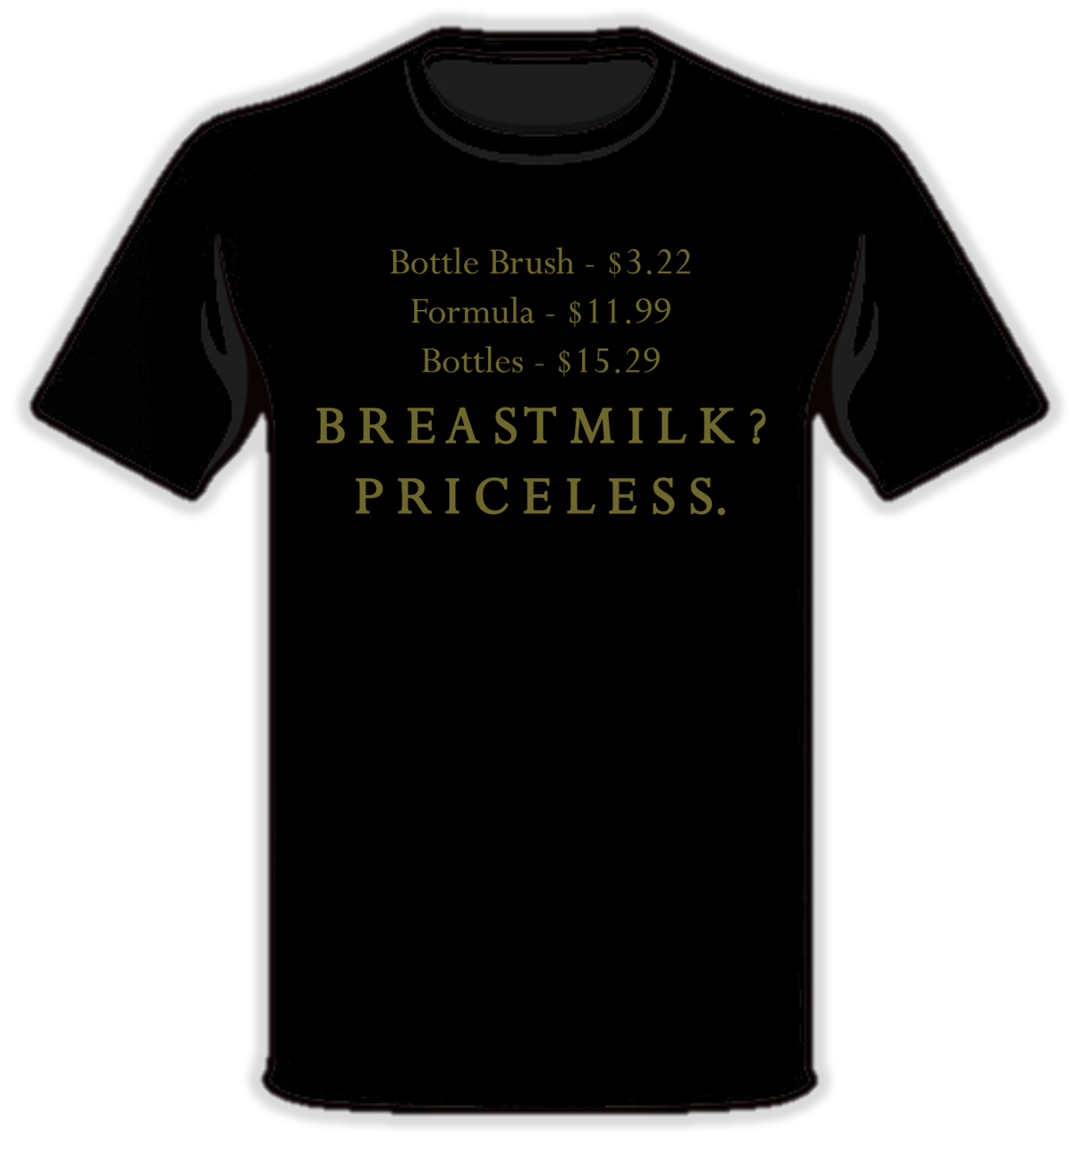 Bottle Brush - $3.22
Formula - $11.99
Bottles - $15.29
BREASTMILK?
PRICELESS.